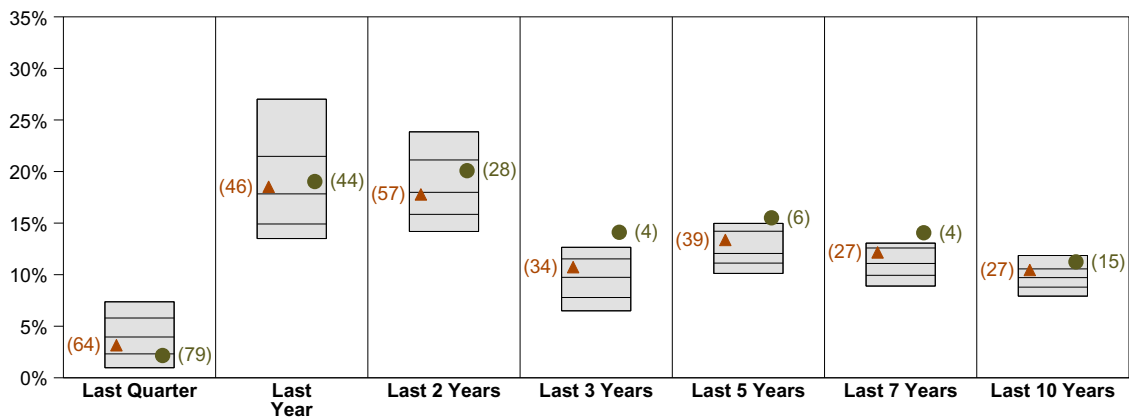 35%
30%
25%
20%
15%
10%
5%
0%
(64)
(79)
(46)
(44)
(57)
(28)
(34)
(4)
(39)
(6)
(27)
(4)
(27)
(15)
Last Quarter
Last
Year
Last 2 Years
Last 3 Years
Last 5 Years
Last 7 Years
Last 10 Years